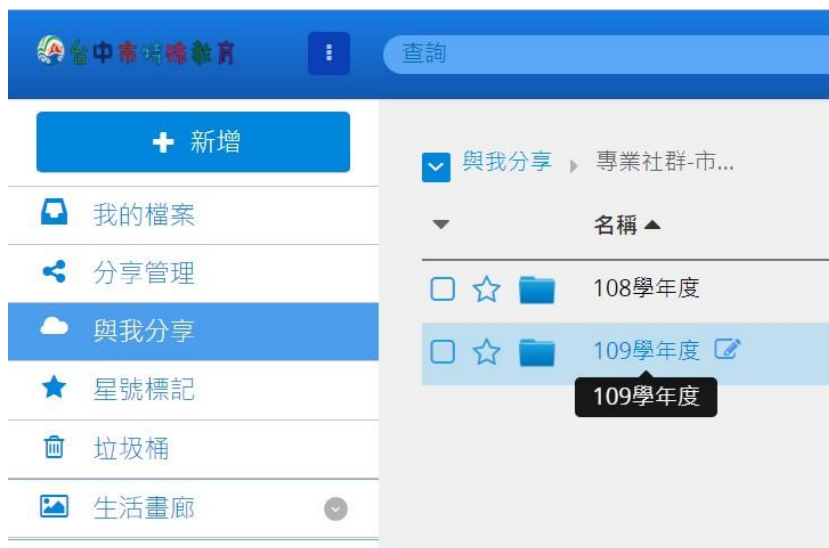 台中市特殊教育
查詢
新增
我的檔案
分享管理
與我分享
星號標記
垃圾桶
生活畫廊
與我分享 專業社群-市...
名稱
108學年度
109學年度
109學年度